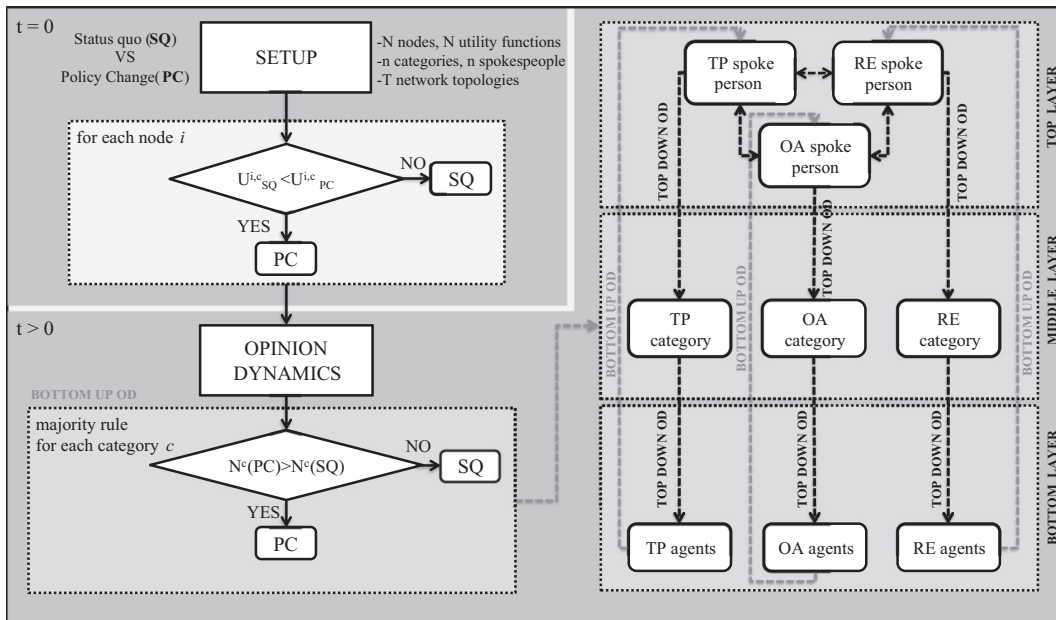 t = 0
Status quo (SQ)
VS
Policy Change( PC)
SETUP
-N nodes, N utility functions
-n categories, n spokespeople
-T network topologies
for each node i
U^{i,c}_{SQ} < U^{i,c}_{PC}
NO
SQ
YES
PC
t > 0
OPINION
DYNAMICS
BOTTOM UP OD
majority rule
for each category c
N^c(PC)>N^c(SQ)
NO
SQ
YES
PC
TP spoke
person
RE spoke
person
OA spoke
person
TOP DOWN OD
TOP DOWN OD
TOP DOWN OD
TOP LAYER
BOTTOM UP OD
BOTTOM UP OD
BOTTOM UP OD
TP
category
OA
category
RE
category
MIDDLE LAYER
TOP DOWN OD
TOP DOWN OD
TOP DOWN OD
TP agents
OA agents
RE agents
BOTTOM LAYER